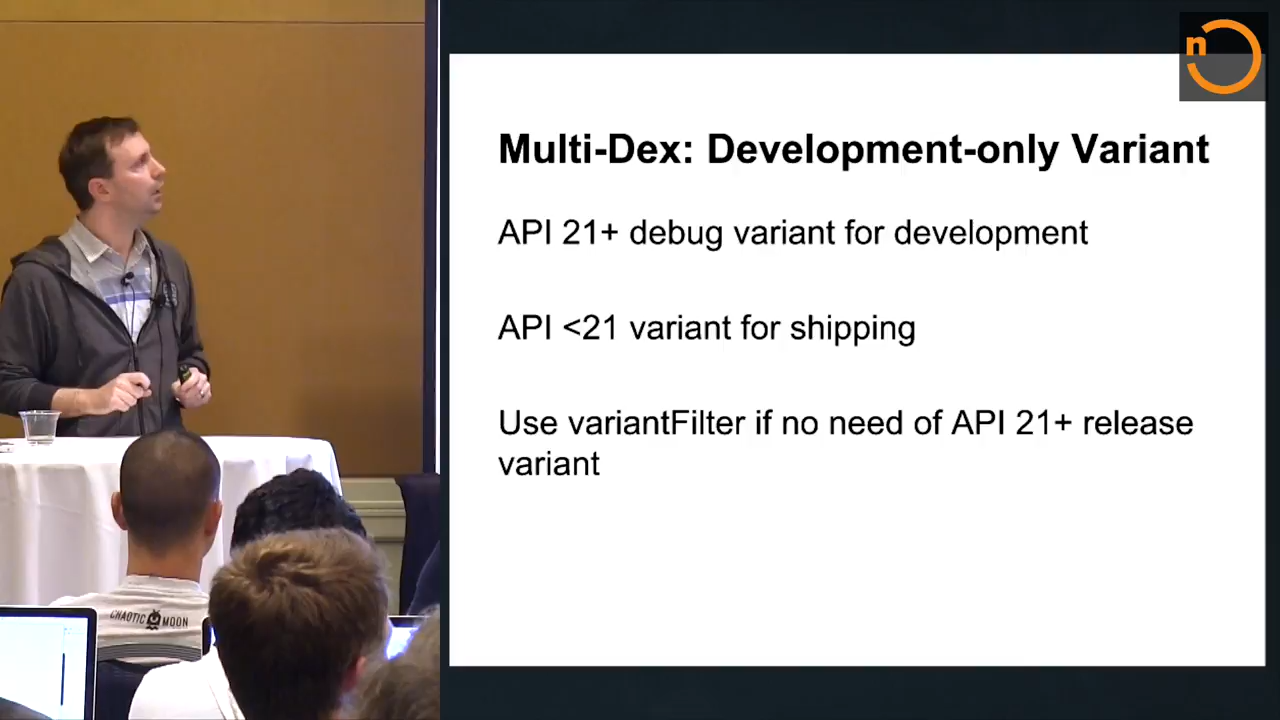 n
Multi-Dex: Development-only Variant
API 21+ debug variant for development
API <21 variant for shipping
Use variantFilter if no need of API 21+ release
variant
CHAOTIC MOON